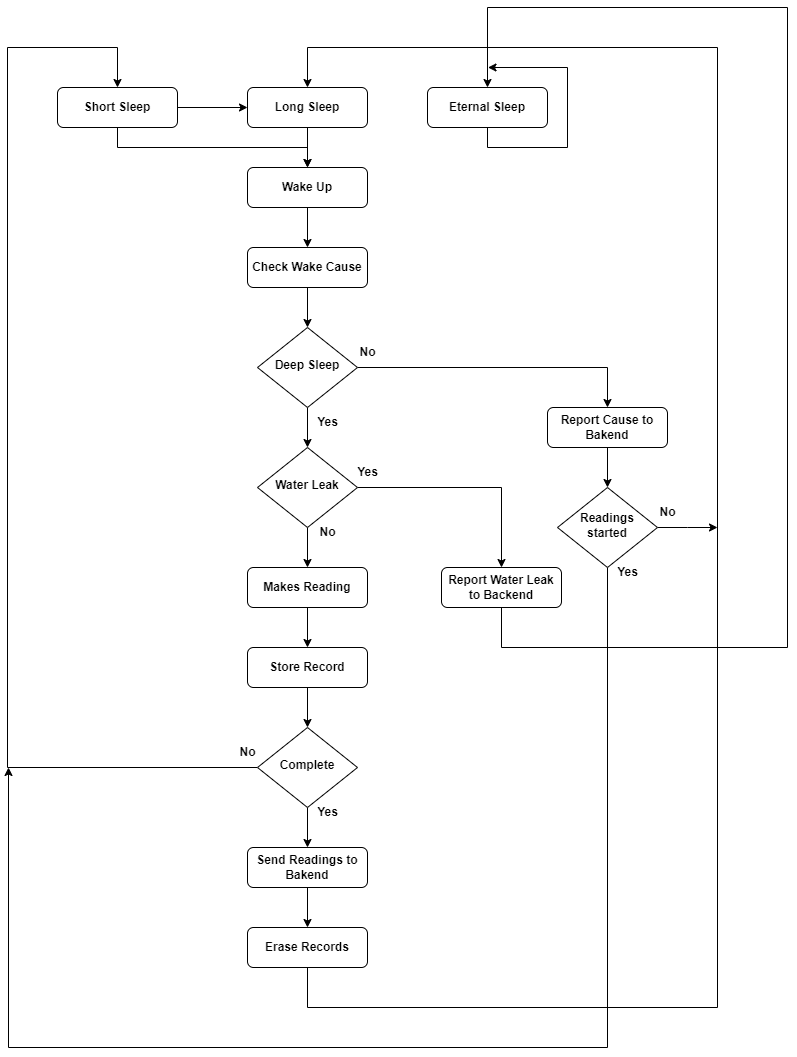 Short Sleep
Long Sleep
Eternal Sleep
Wake Up
Check Wake Cause
Deep Sleep
No
Yes
Report Cause to
Bakend
Water Leak
Yes
No
Readings
started
No
Yes
Makes Reading
Report Water Leak
to Backend
Store Record
Complete
No
Yes
Send Readings to
Bakend
Erase Records